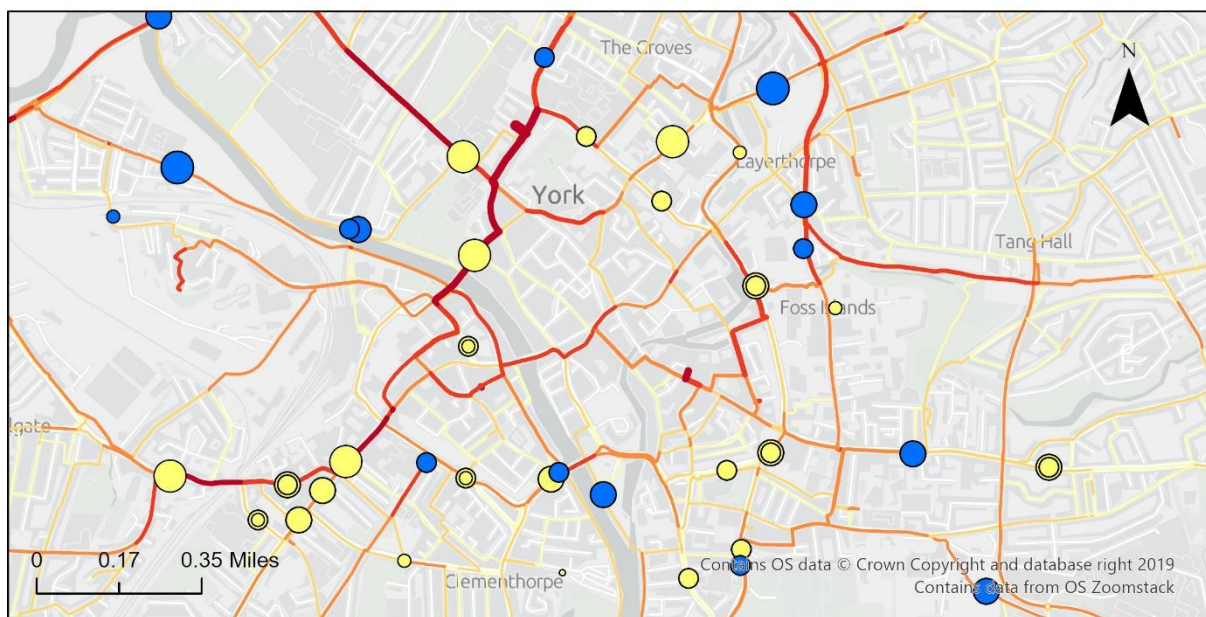 The Groves
N
Layerthorpe
York
Tang Hall
Foss Islands
lgate
0 0.17 0.35 Miles
Clementhorpe
Contains OS data © Crown Copyright and database right 2019
Contains data from OS Zoomstack